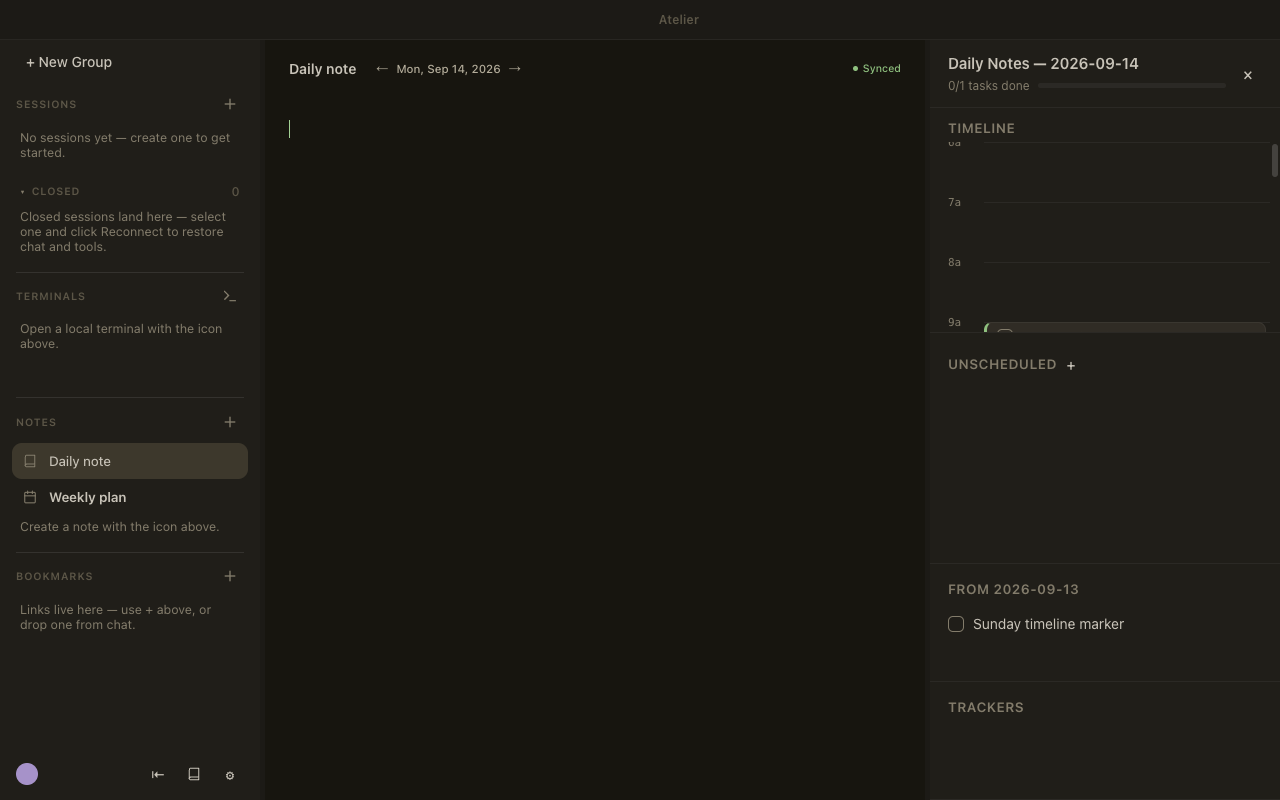 Atelier
+ New Group
SESSIONS
No sessions yet — create one to get
started.
CLOSED 0
Closed sessions land here — select
one and click Reconnect to restore
chat and tools.
TERMINALS
Open a local terminal with the icon
above.
NOTES
Daily note
Weekly plan
Create a note with the icon above.
BOOKMARKS
Links live here — use + above, or
drop one from chat.
Daily note ← Mon, Sep 14, 2026 →
Synced
Daily Notes — 2026-09-14
0/1 tasks done
TIMELINE
6a
7a
8a
9a
UNSCHEDULED +
FROM 2026-09-13
Sunday timeline marker
TRACKERS